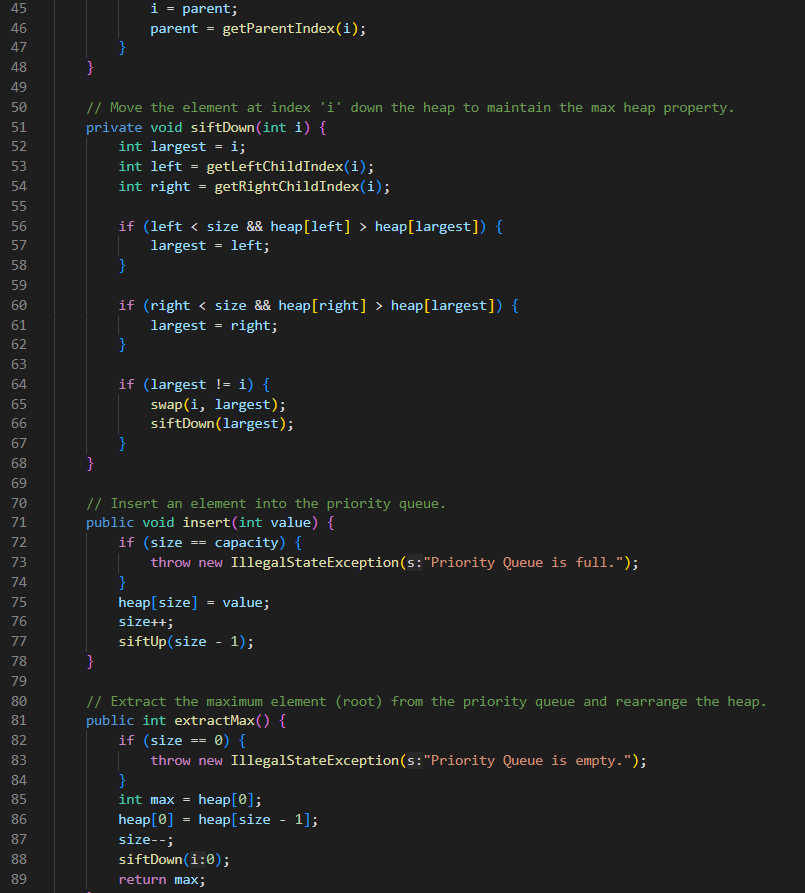 45 i = parent;
46 parent = getParentIndex(i);
47 }
48 }
49
50 // Move the element at index 'i' down the heap to maintain the max heap property.
51 private void siftDown(int i) {
52 int largest = i;
53 int left = getLeftChildIndex(i);
54 int right = getRightChildIndex(i);
55
56 if (left < size && heap[left] > heap[largest]) {
57 largest = left;
58 }
59
60 if (right < size && heap[right] > heap[largest]) {
61 largest = right;
62 }
63
64 if (largest != i) {
65 swap(i, largest);
66 siftDown(largest);
67 }
68 }
69
70 // Insert an element into the priority queue.
71 public void insert(int value) {
72 if (size == capacity) {
73 throw new IllegalStateException(s:"Priority Queue is full.");
74 }
75 heap[size] = value;
76 size++;
77 siftUp(size - 1);
78 }
79
80 // Extract the maximum element (root) from the priority queue and rearrange the heap.
81 public int extractMax() {
82 if (size == 0) {
83 throw new IllegalStateException(s:"Priority Queue is empty.");
84 }
85 int max = heap[0];
86 heap[0] = heap[size - 1];
87 size--;
88 siftDown(i:0);
89 return max;